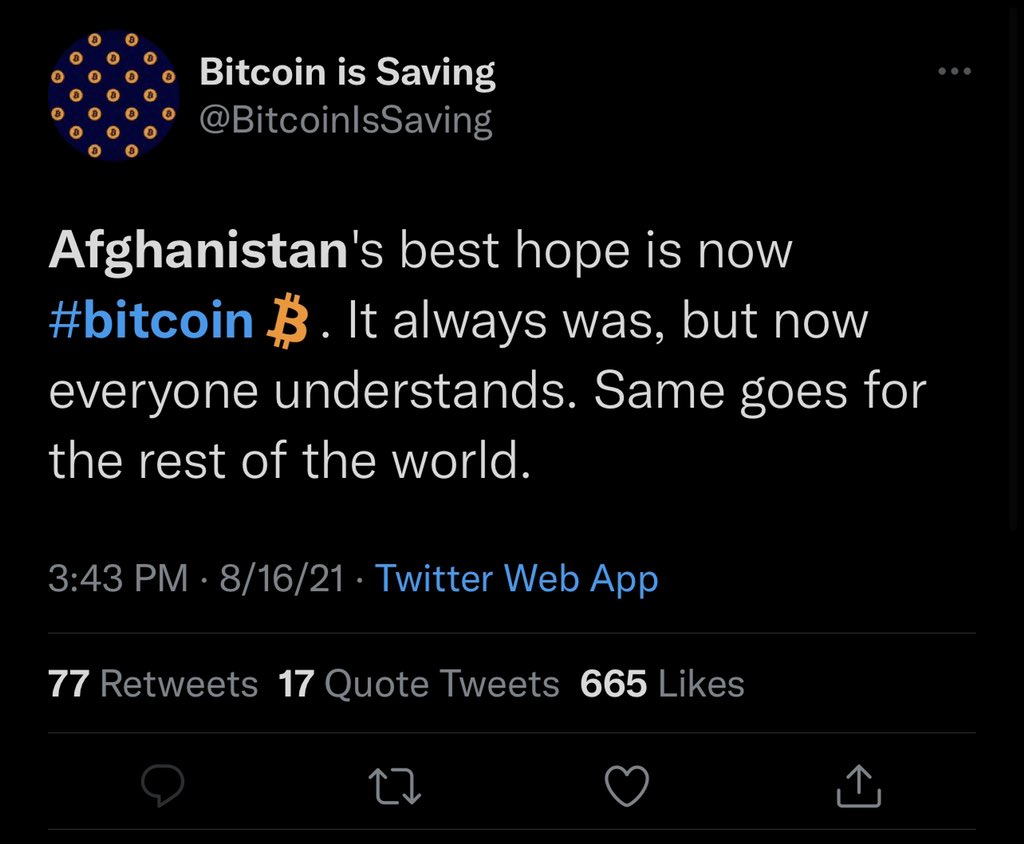 Bitcoin is Saving
@BitcoinIsSaving
Afghanistan's best hope is now
#bitcoin ₿. It always was, but now
everyone understands. Same goes for
the rest of the world.
3:43 PM · 8/16/21 · Twitter Web App
77 Retweets 17 Quote Tweets 665 Likes